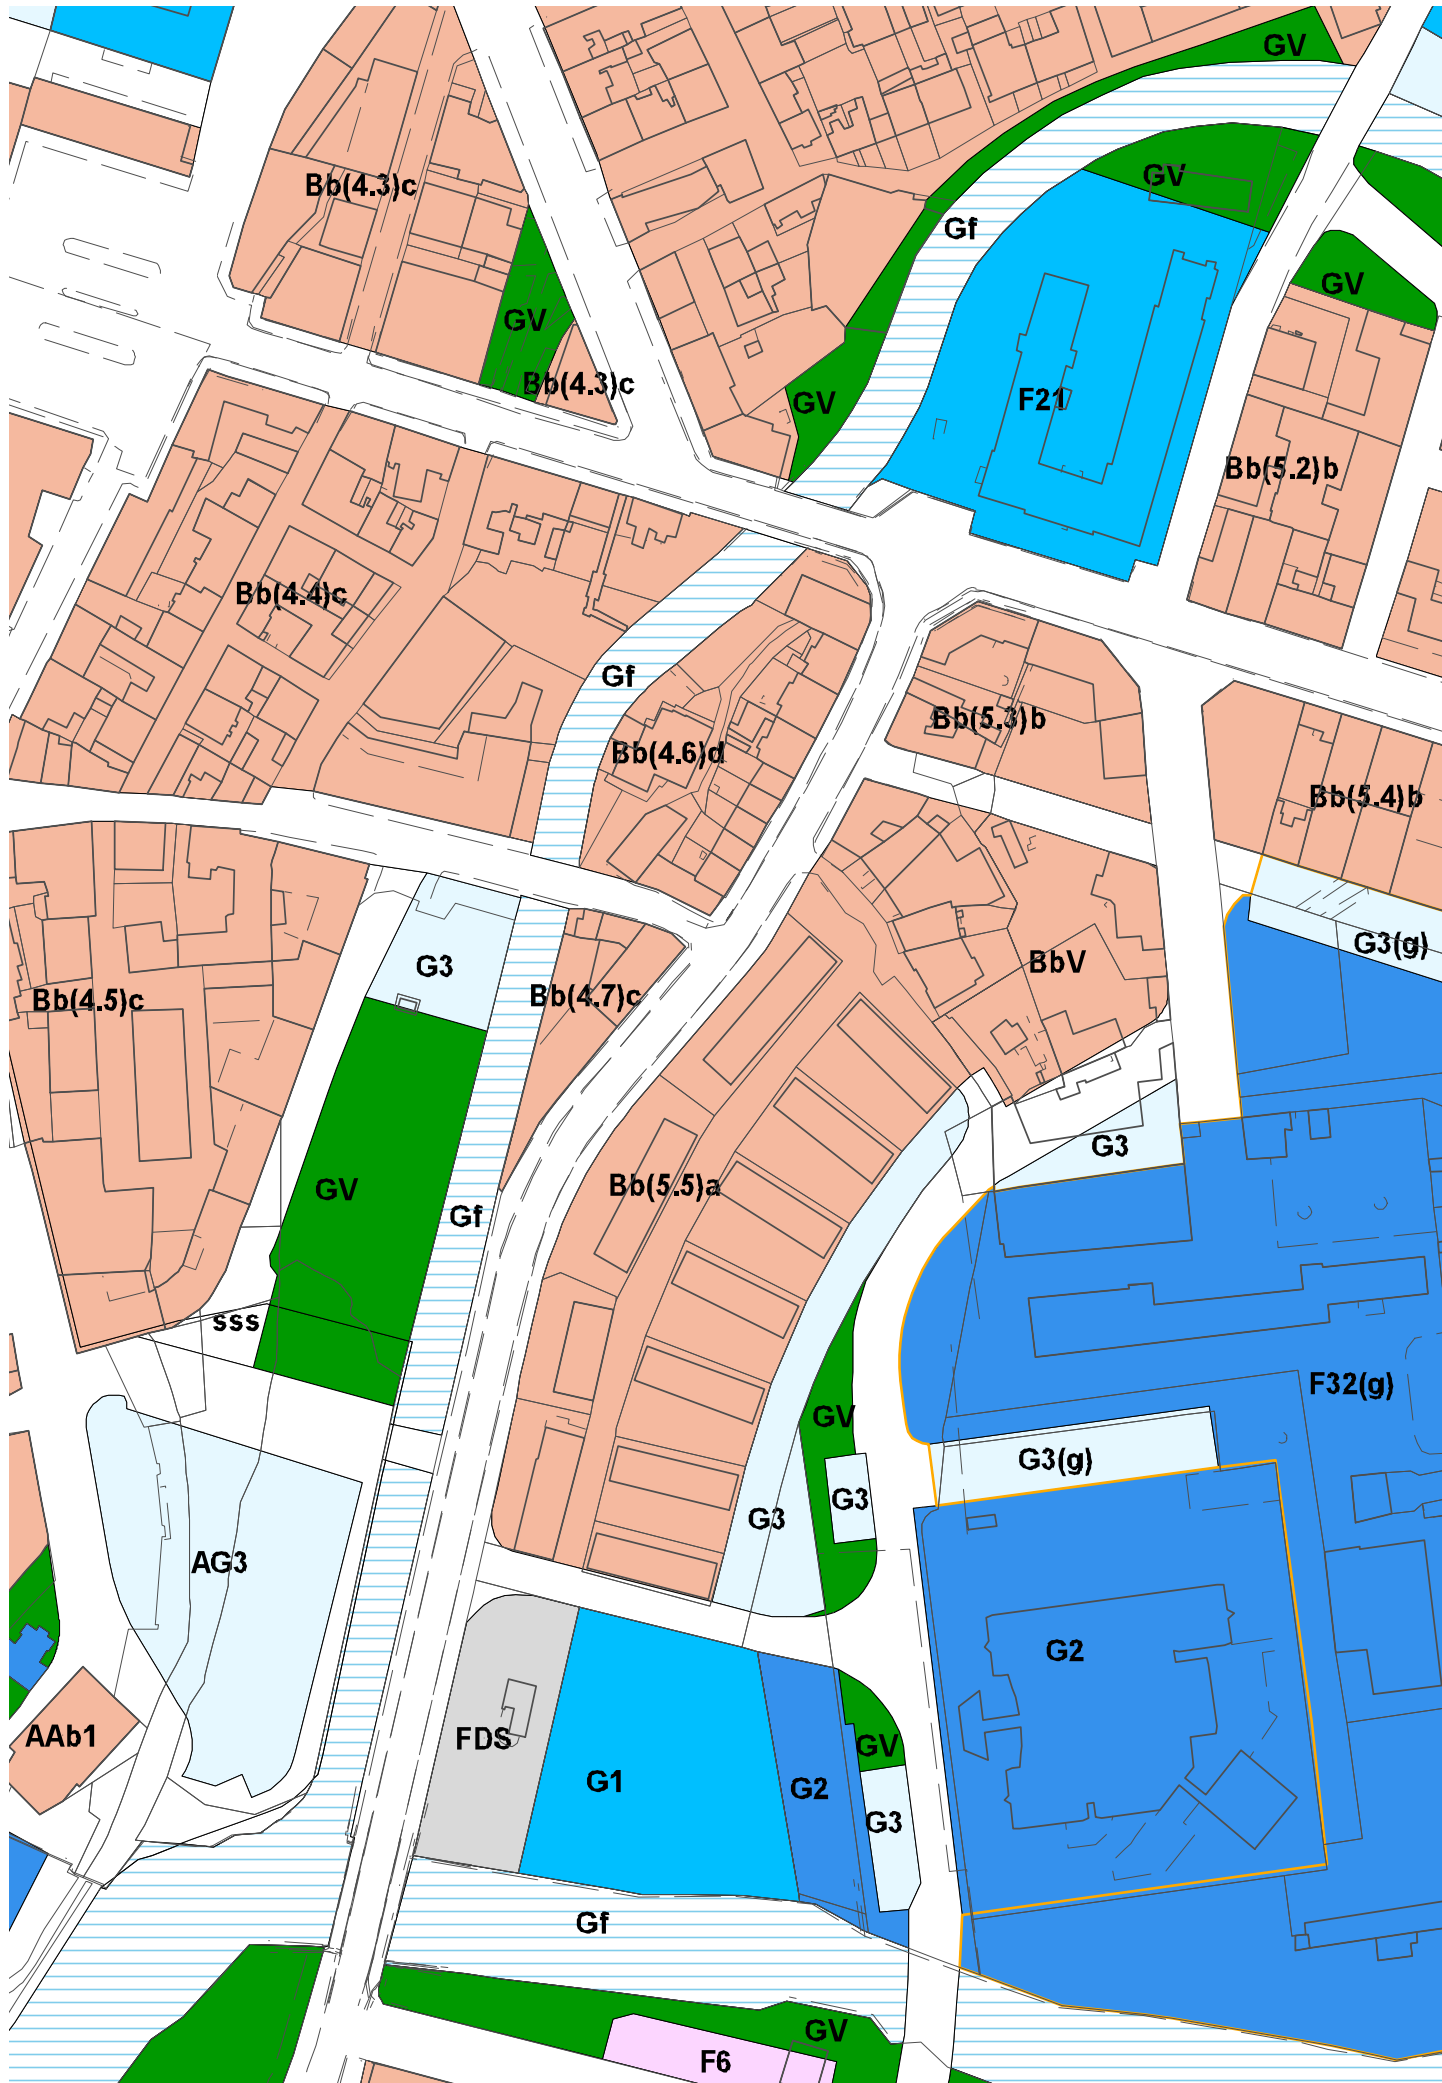 GV
GV
Bb(4.3)c
Gf
GV
GV
Bb(4.3)c
GV
F21
Bb(5.2)b
Bb(4.4)c
Gf
Bb(5.3)b
Bb(4.6)d
Bb(5.4)b
G3(g)
BbV
G3
Bb(4.7)c
Bb(4.5)c
G3
Bb(5.5)a
GV
Gf
sss
F32(g)
GV
G3(g)
G3
G3
AG3
G2
AAb1
FDS
GV
G1
G2
G3
Gf
GV
F6